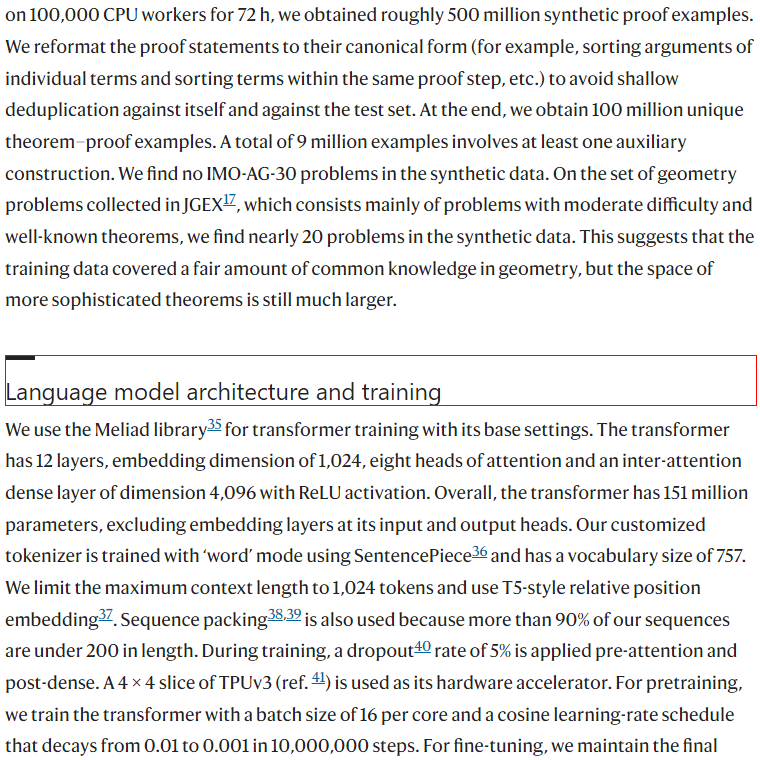 on 100,000 CPU workers for 72 h, we obtained roughly 500 million synthetic proof examples.
We reformat the proof statements to their canonical form (for example, sorting arguments of
individual terms and sorting terms within the same proof step, etc.) to avoid shallow
deduplication against itself and against the test set. At the end, we obtain 100 million unique
theorem–proof examples. A total of 9 million examples involves at least one auxiliary
construction. We find no IMO-AG-30 problems in the synthetic data. On the set of geometry
problems collected in JGEX17, which consists mainly of problems with moderate difficulty and
well-known theorems, we find nearly 20 problems in the synthetic data. This suggests that the
training data covered a fair amount of common knowledge in geometry, but the space of
more sophisticated theorems is still much larger.
Language model architecture and training
We use the Meliad library35 for transformer training with its base settings. The transformer
has 12 layers, embedding dimension of 1,024, eight heads of attention and an inter-attention
dense layer of dimension 4,096 with ReLU activation. Overall, the transformer has 151 million
parameters, excluding embedding layers at its input and output heads. Our customized
tokenizer is trained with ‘word’ mode using SentencePiece36 and has a vocabulary size of 757.
We limit the maximum context length to 1,024 tokens and use T5-style relative position
embedding37. Sequence packing38,39 is also used because more than 90% of our sequences
are under 200 in length. During training, a dropout40 rate of 5% is applied pre-attention and
post-dense. A 4 × 4 slice of TPUv3 (ref. 41) is used as its hardware accelerator. For pretraining,
we train the transformer with a batch size of 16 per core and a cosine learning-rate schedule
that decays from 0.01 to 0.001 in 10,000,000 steps. For fine-tuning, we maintain the final